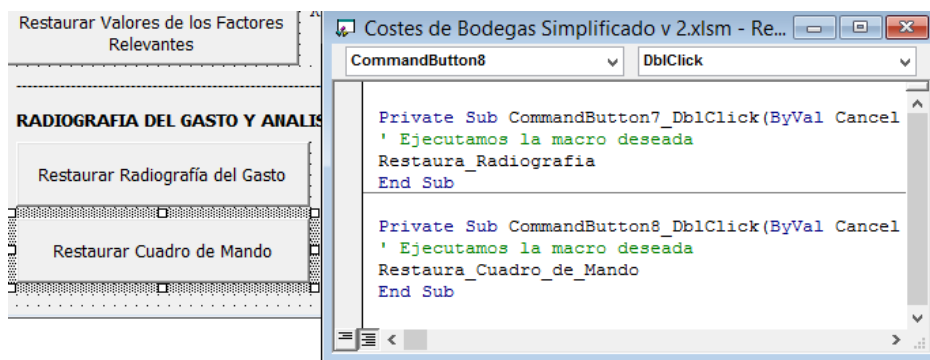 Restaurar Valores de los Factores
Relevantes
RADIOGRAFIA DEL GASTO Y ANALIS
Restaurar Radiografía del Gasto
Restaurar Cuadro de Mando
Costes de Bodegas Simplificado v 2.xlsm - Re...
CommandButton8
DblClick
Private Sub CommandButton7_DblClick(ByVal Cancel
' Ejecutamos la macro deseada
Restaura_Radiografia
End Sub
Private Sub CommandButton8_DblClick(ByVal Cancel
' Ejecutamos la macro deseada
Restaura_Cuadro_de_Mando
End Sub